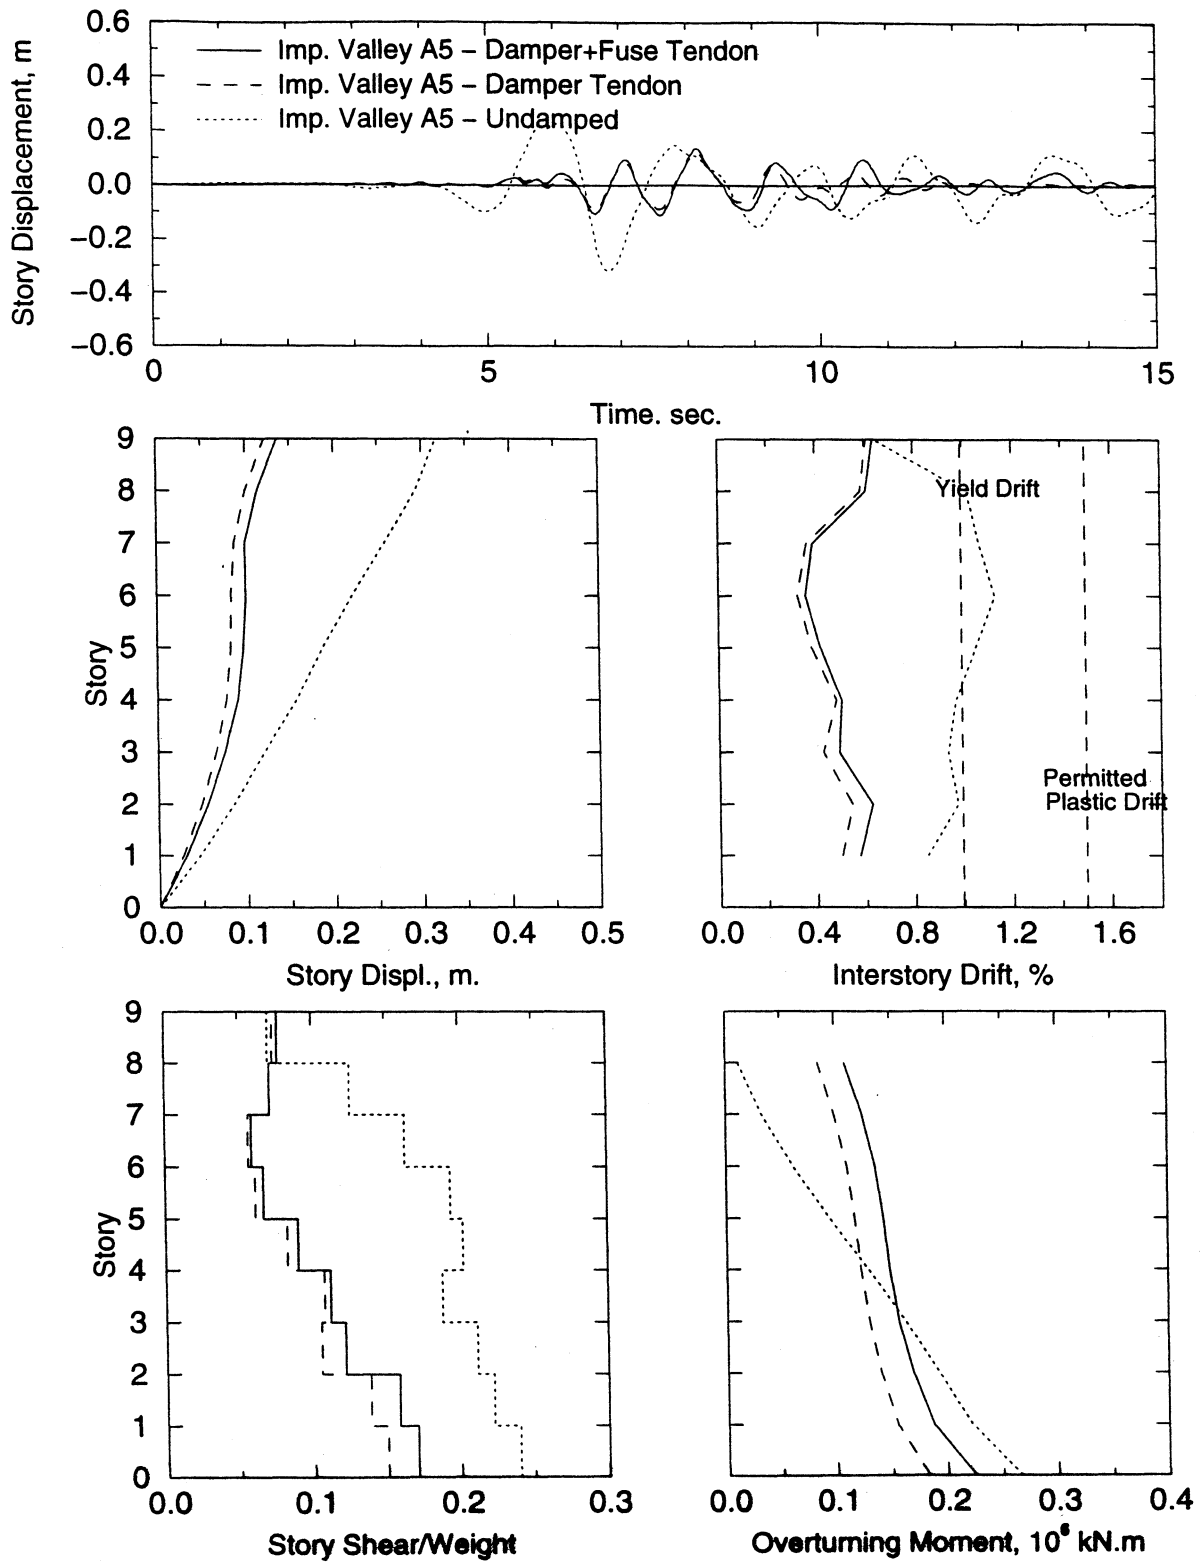 0.6
Imp. Valley A5 – Damper+Fuse Tendon
0.4
Imp. Valley A5 – Damper Tendon
0.2
Imp. Valley A5 – Undamped
0.0
−0.2
−0.4
−0.6
Story Displacement, m
0 5 10 15
Time. sec.
9
8
7
6
5
4
3
2
1
0
Story
0.0 0.1 0.2 0.3 0.4 0.5
Story Displ., m.
Yield Drift
Permitted
Plastic Drift
0.0 0.4 0.8 1.2 1.6
Interstory Drift, %
9
8
7
6
5
4
3
2
1
0
Story
0.0 0.1 0.2 0.3
Story Shear/Weight
0.0 0.1 0.2 0.3 0.4
Overturning Moment, 10⁶ kN.m